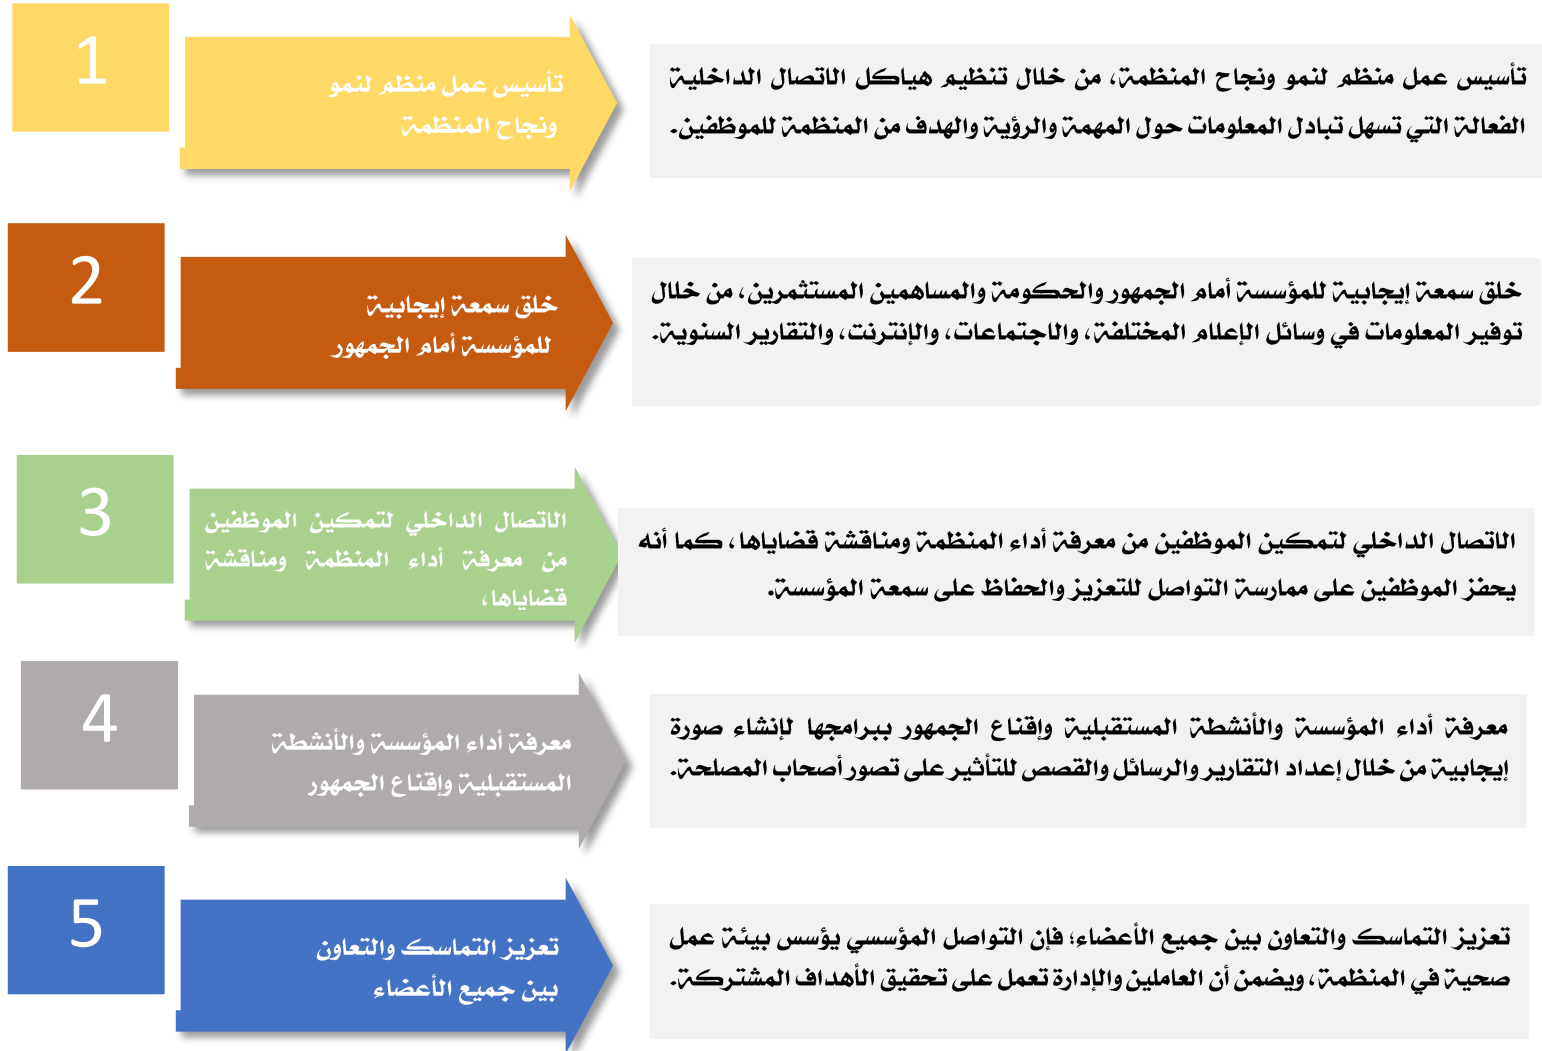 1
تأسيس عمل منظم لنمو
ونجاح المنظمة
تأسيس عمل منظم لنمو ونجاح المنظمة، من خلال تنظيم هياكل الاتصال الداخلية
الفعالة التي تسهل تبادل المعلومات حول المهمة والرؤية والهدف من المنظمة للموظفين.
2
خلق سمعة إيجابية
للمؤسسة أمام الجمهور
خلق سمعة إيجابية للمؤسسة أمام الجمهور والحكومة والمساهمين المستثمرين، من خلال
توفير المعلومات في وسائل الإعلام المختلفة، والاجتماعات، والإنترنت، والتقارير السنوية.
3
الاتصال الداخلي لتمكين الموظفين
من معرفة أداء المنظمة ومناقشة
قضاياها،
الاتصال الداخلي لتمكين الموظفين من معرفة أداء المنظمة ومناقشة قضاياها، كما أنه
يحفز الموظفين على ممارسة التواصل للتعزيز والحفاظ على سمعة المؤسسة.
4
معرفة أداء المؤسسة والأنشطة
المستقبلية وإقناع الجمهور
معرفة أداء المؤسسة والأنشطة المستقبلية وإقناع الجمهور ببرامجها لإنشاء صورة
إيجابية من خلال إعداد التقارير والرسائل والقصص للتأثير على تصور أصحاب المصلحة.
5
تعزيز التماسك والتعاون
بين جميع الأعضاء
تعزيز التماسك والتعاون بين جميع الأعضاء؛ فإن التواصل المؤسسي يؤسس بيئة عمل
صحية في المنظمة، ويضمن أن العاملين والإدارة تعمل على تحقيق الأهداف المشتركة.